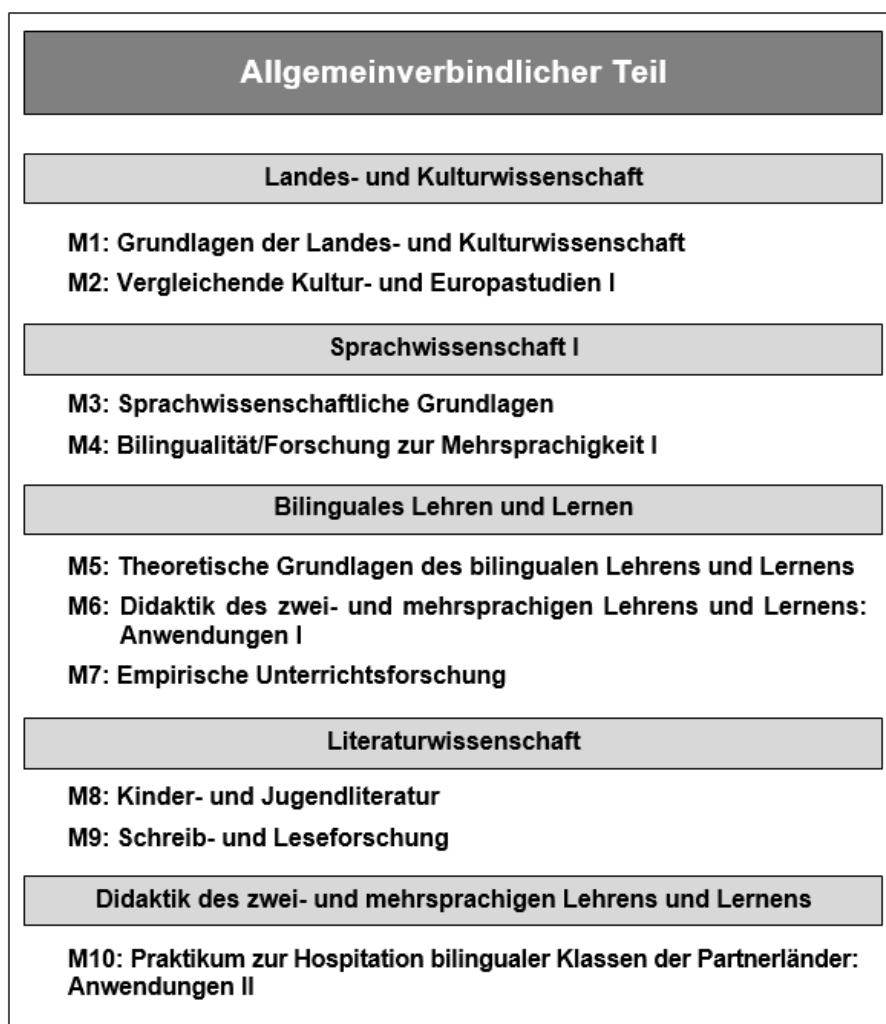 Allgemeinverbindlicher Teil
Landes- und Kulturwissenschaft
M1: Grundlagen der Landes- und Kulturwissenschaft
M2: Vergleichende Kultur- und Europastudien I
Sprachwissenschaft I
M3: Sprachwissenschaftliche Grundlagen
M4: Bilingualität/Forschung zur Mehrsprachigkeit I
Bilinguales Lehren und Lernen
M5: Theoretische Grundlagen des bilingualen Lehrens und Lernens
M6: Didaktik des zwei- und mehrsprachigen Lehrens und Lernens:
Anwendungen I
M7: Empirische Unterrichtsforschung
Literaturwissenschaft
M8: Kinder- und Jugendliteratur
M9: Schreib- und Leseforschung
Didaktik des zwei- und mehrsprachigen Lehrens und Lernens
M10: Praktikum zur Hospitation bilingualer Klassen der Partnerländer:
Anwendungen II